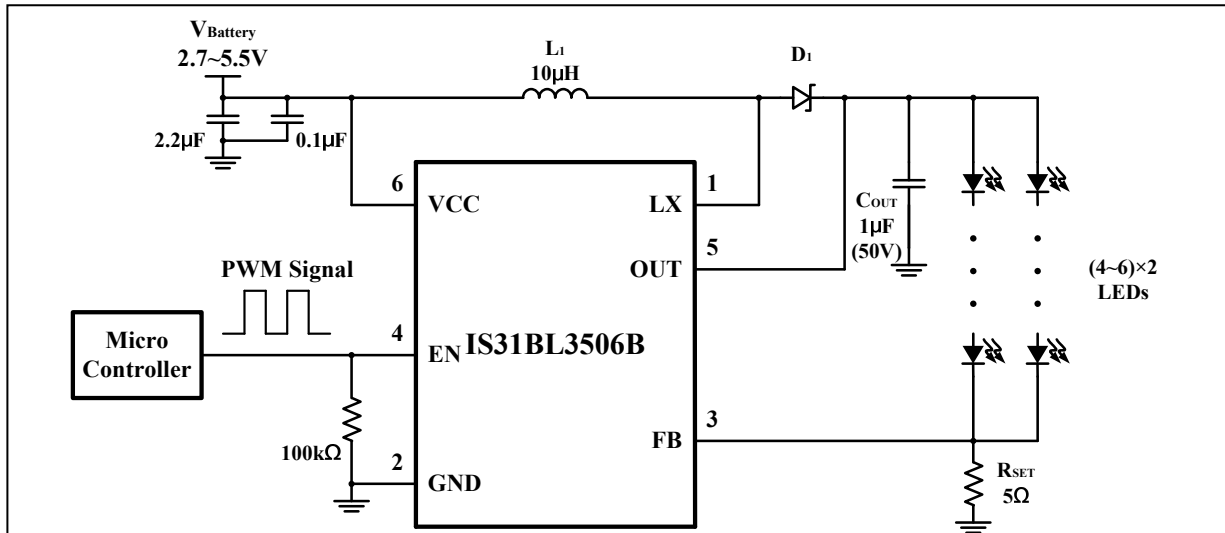 VBattery
2.7~5.5V
L1
10µH
D1
2.2µF
0.1µF
6
VCC
1
LX
COUT
1µF
(50V)
5
OUT
PWM Signal
(4~6)×2
LEDs
Micro
Controller
4
EN
IS31BL3506B
3
FB
100kΩ
2
GND
RSET
5Ω